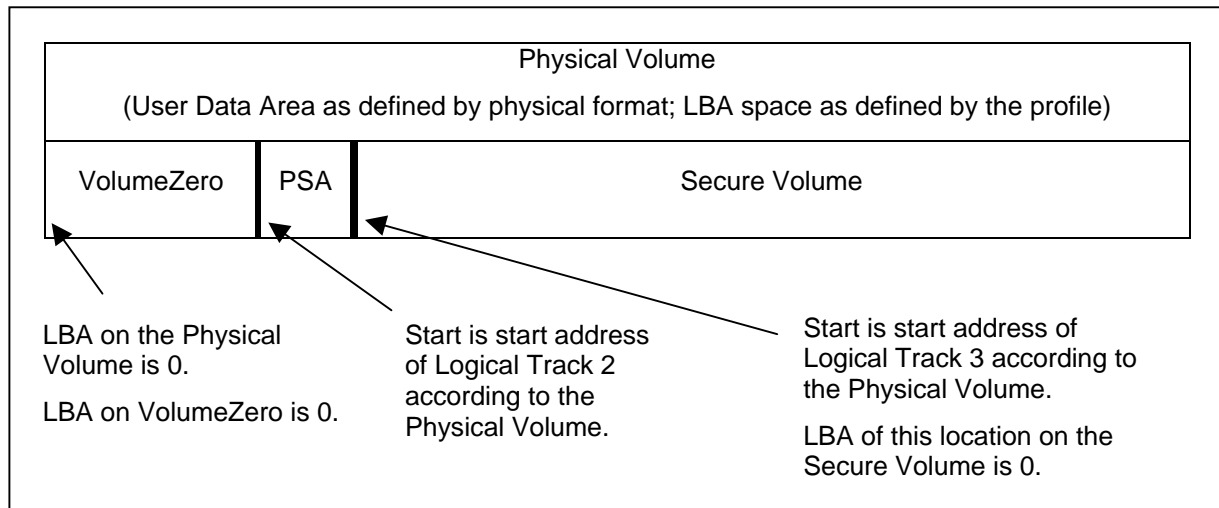 Physical Volume
(User Data Area as defined by physical format; LBA space as defined by the profile)
VolumeZero
PSA
Secure Volume
LBA on the Physical
Volume is 0.
LBA on VolumeZero is 0.
Start is start address
of Logical Track 2
according to the
Physical Volume.
Start is start address of
Logical Track 3 according to
the Physical Volume.
LBA of this location on the
Secure Volume is 0.